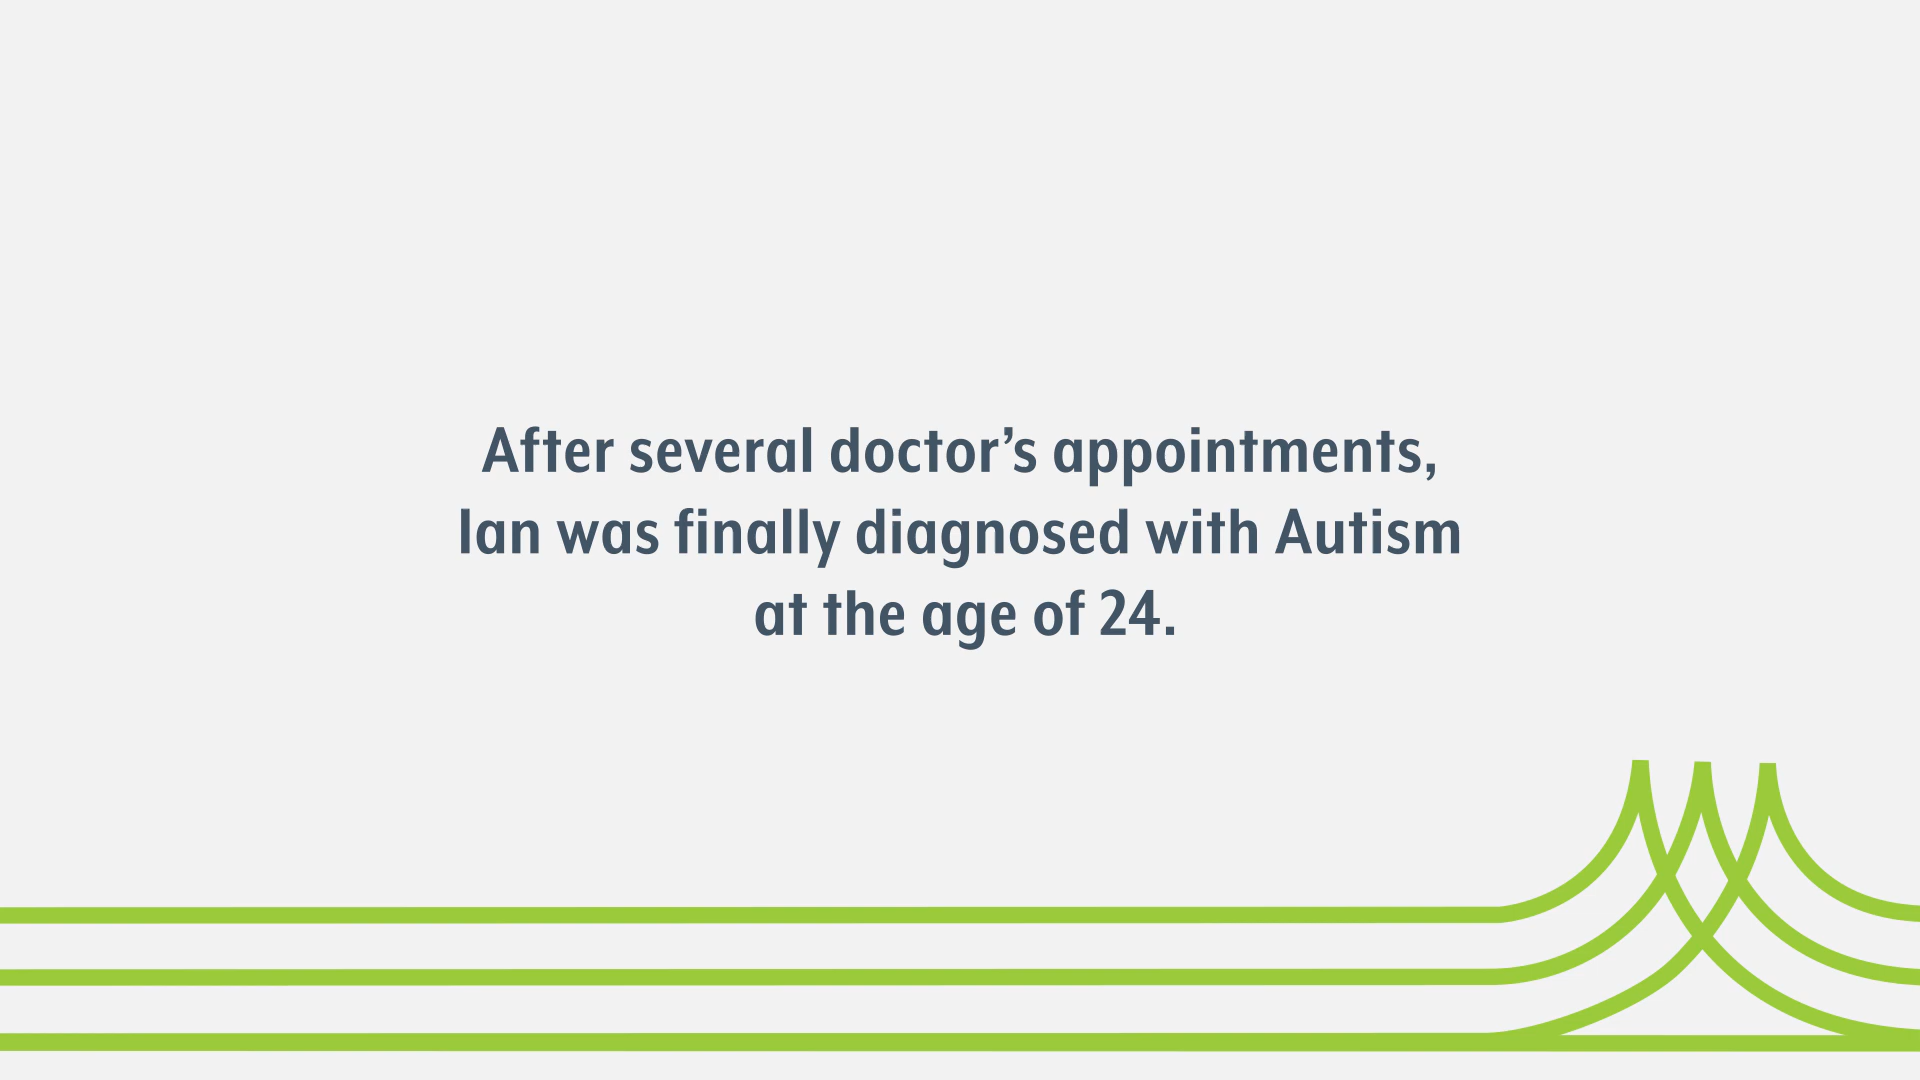 After several doctor’s appointments,
Ian was finally diagnosed with Autism
at the age of 24.